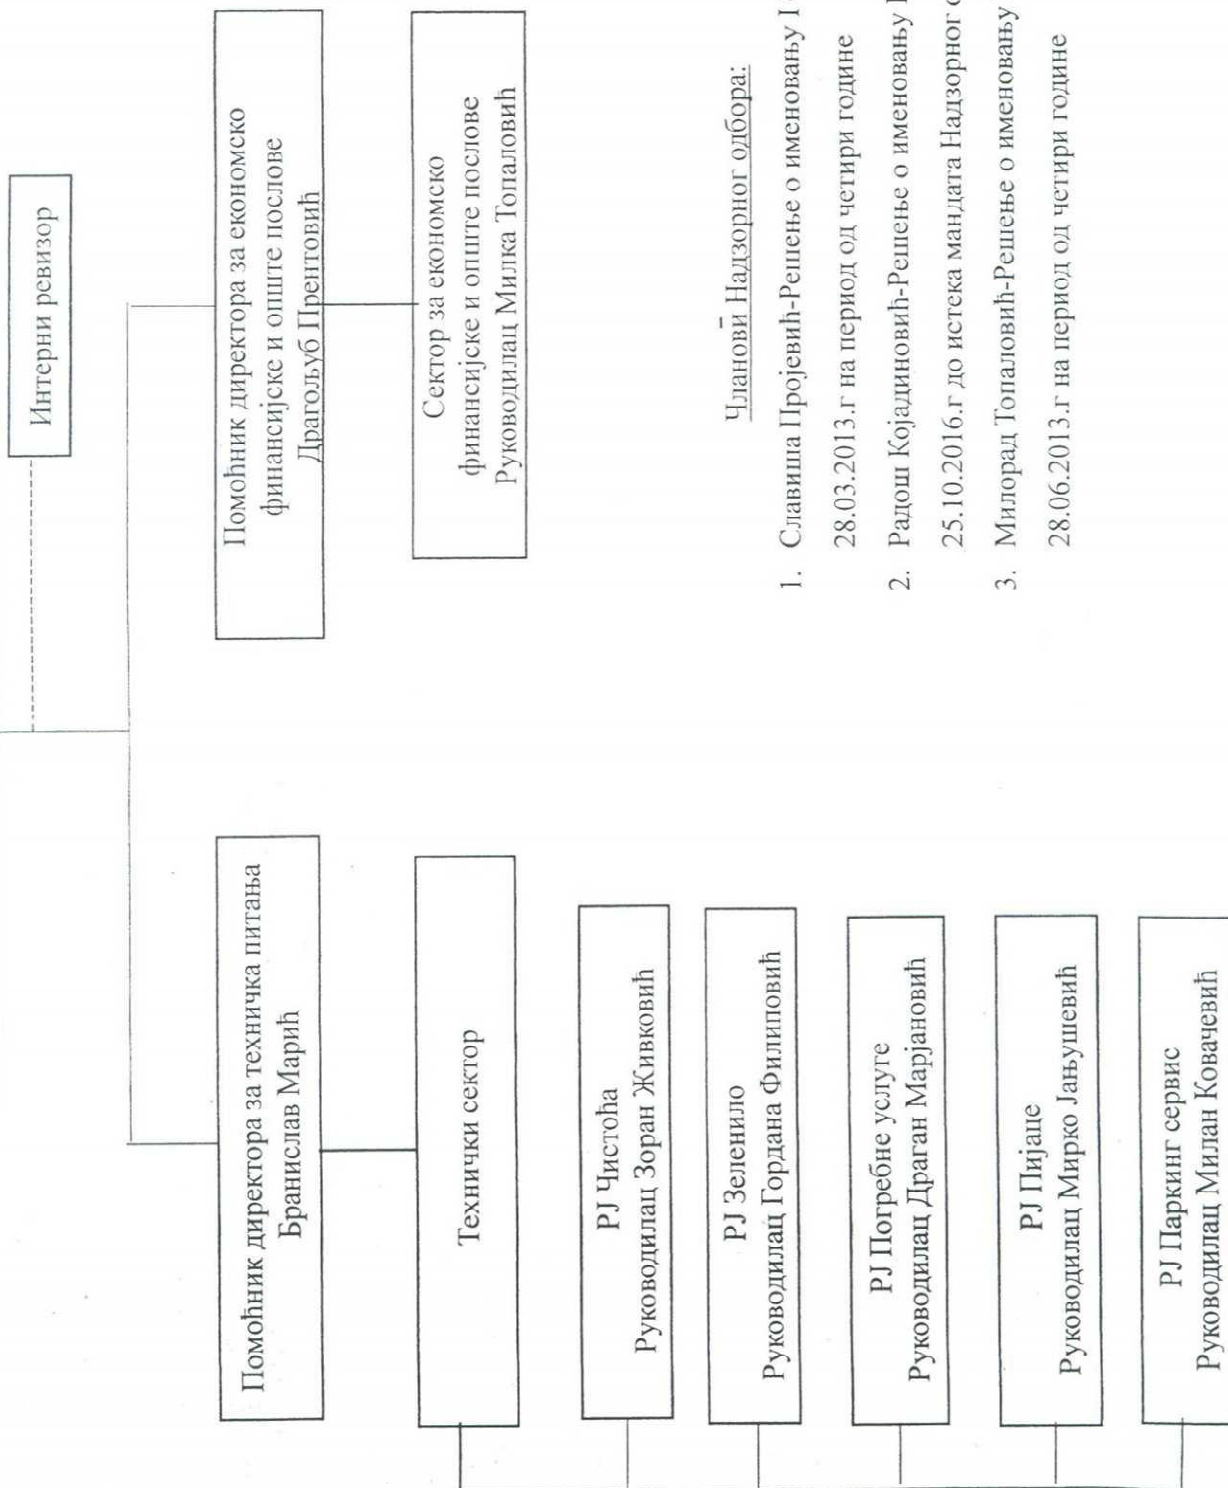 Интерни ревизор
Помоћник директора за техничка питања
Бранислав Марић
Помоћник директора за економско
финансијске и опште послове
Драгољуб Прентовић
Технички сектор
Сектор за економско
финансијске и опште послове
Руководилац Милка Топаловић
РЈ Чистоћа
Руководилац Зоран Живковић
РЈ Зеленило
Руководилац Гордана Филиповић
РЈ Погребне услуге
Руководилац Драган Марјановић
РЈ Пијаце
Руководилац Мирко Јањушевић
РЈ Паркинг сервис
Руководилац Милан Ковачевић
Чланови Надзорног одбора:
1. Славиша Пројевић-Решење о именовању
28.03.2013.г на период од четири године
2. Радош Којадиновић-Решење о именовању
25.10.2016.г до истека мандата Надзорног
3. Милорад Топаловић-Решење о именовању
28.06.2013.г на период од четири године